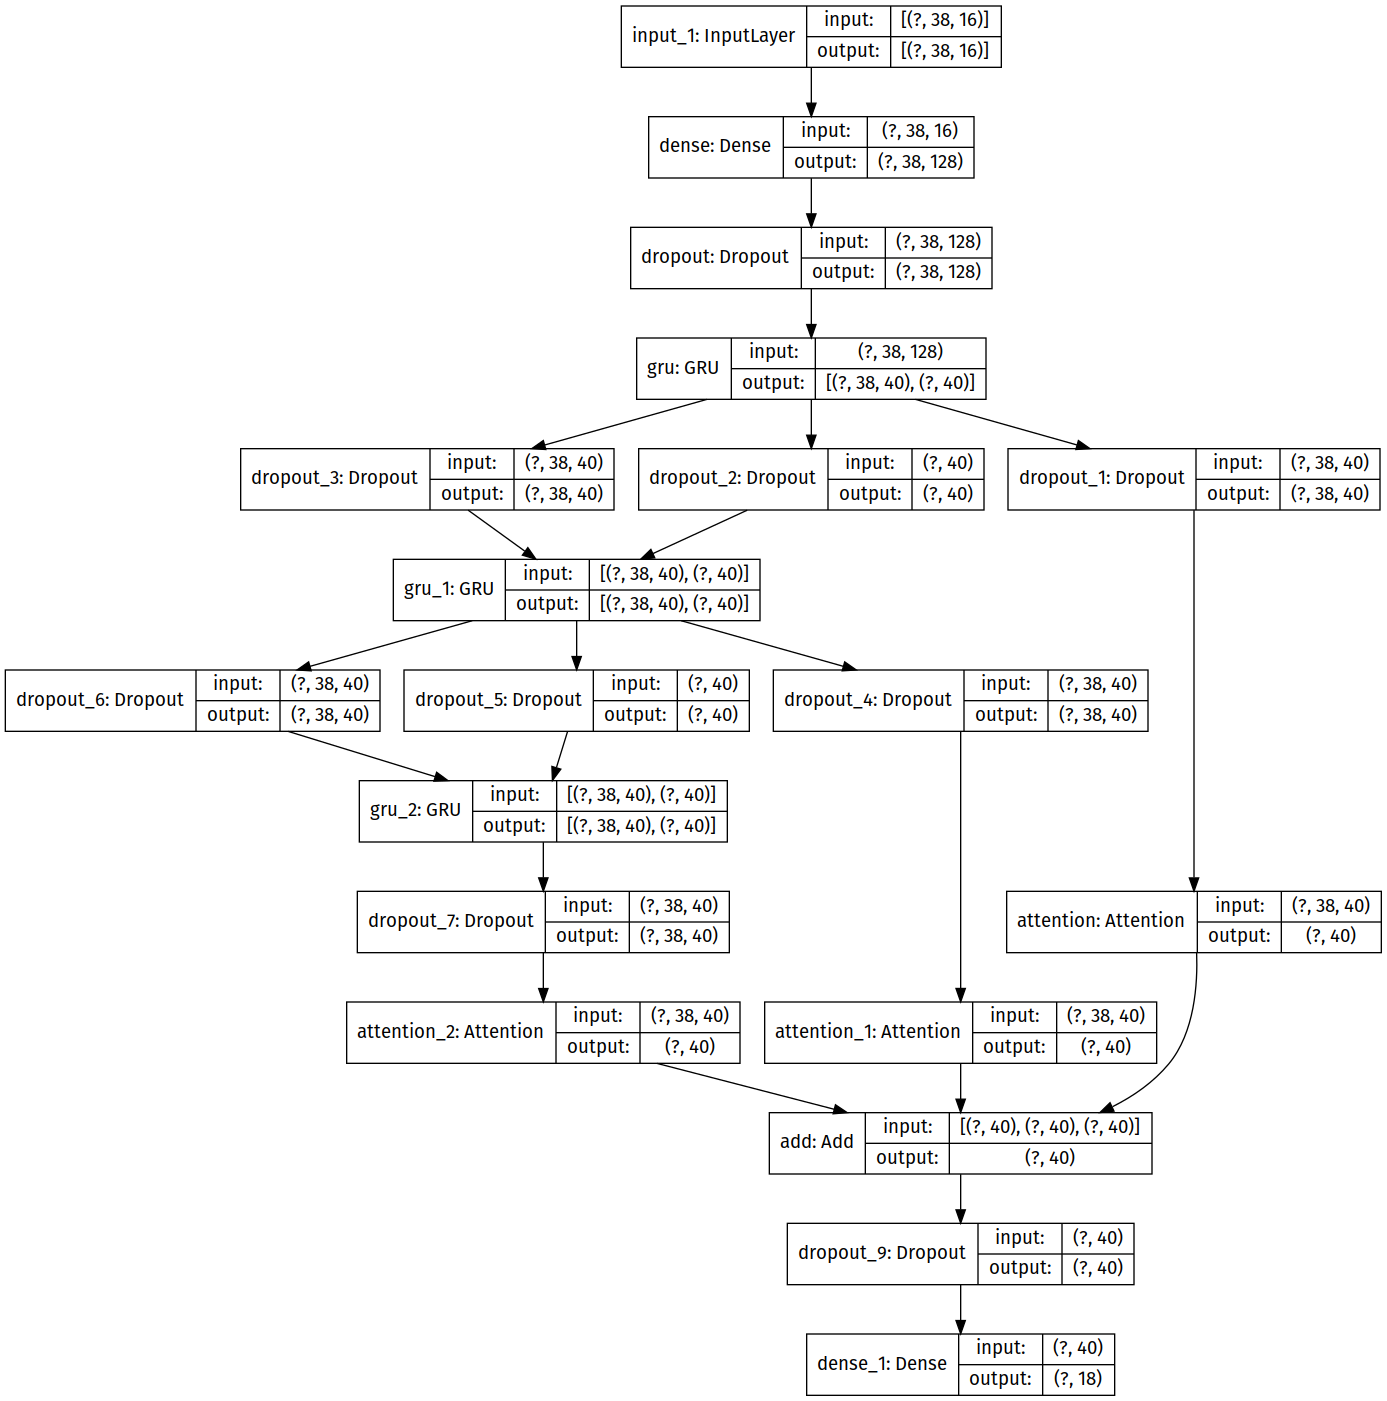 input_1: InputLayer
input: [(?, 38, 16)]
output: [(?, 38, 16)]
dense: Dense
input: (?, 38, 16)
output: (?, 38, 128)
dropout: Dropout
input: (?, 38, 128)
output: (?, 38, 128)
gru: GRU
input: (?, 38, 128)
output: [(?, 38, 40), (?, 40)]
dropout_3: Dropout
input: (?, 38, 40)
output: (?, 38, 40)
dropout_2: Dropout
input: (?, 40)
output: (?, 40)
dropout_1: Dropout
input: (?, 38, 40)
output: (?, 38, 40)
gru_1: GRU
input: [(?, 38, 40), (?, 40)]
output: [(?, 38, 40), (?, 40)]
dropout_6: Dropout
input: (?, 38, 40)
output: (?, 38, 40)
dropout_5: Dropout
input: (?, 40)
output: (?, 40)
dropout_4: Dropout
input: (?, 38, 40)
output: (?, 38, 40)
gru_2: GRU
input: [(?, 38, 40), (?, 40)]
output: [(?, 38, 40), (?, 40)]
dropout_7: Dropout
input: (?, 38, 40)
output: (?, 38, 40)
attention: Attention
input: (?, 38, 40)
output: (?, 40)
attention_2: Attention
input: (?, 38, 40)
output: (?, 40)
attention_1: Attention
input: (?, 38, 40)
output: (?, 40)
add: Add
input: [(?, 40), (?, 40), (?, 40)]
output: (?, 40)
dropout_9: Dropout
input: (?, 40)
output: (?, 40)
dense_1: Dense
input: (?, 40)
output: (?, 18)